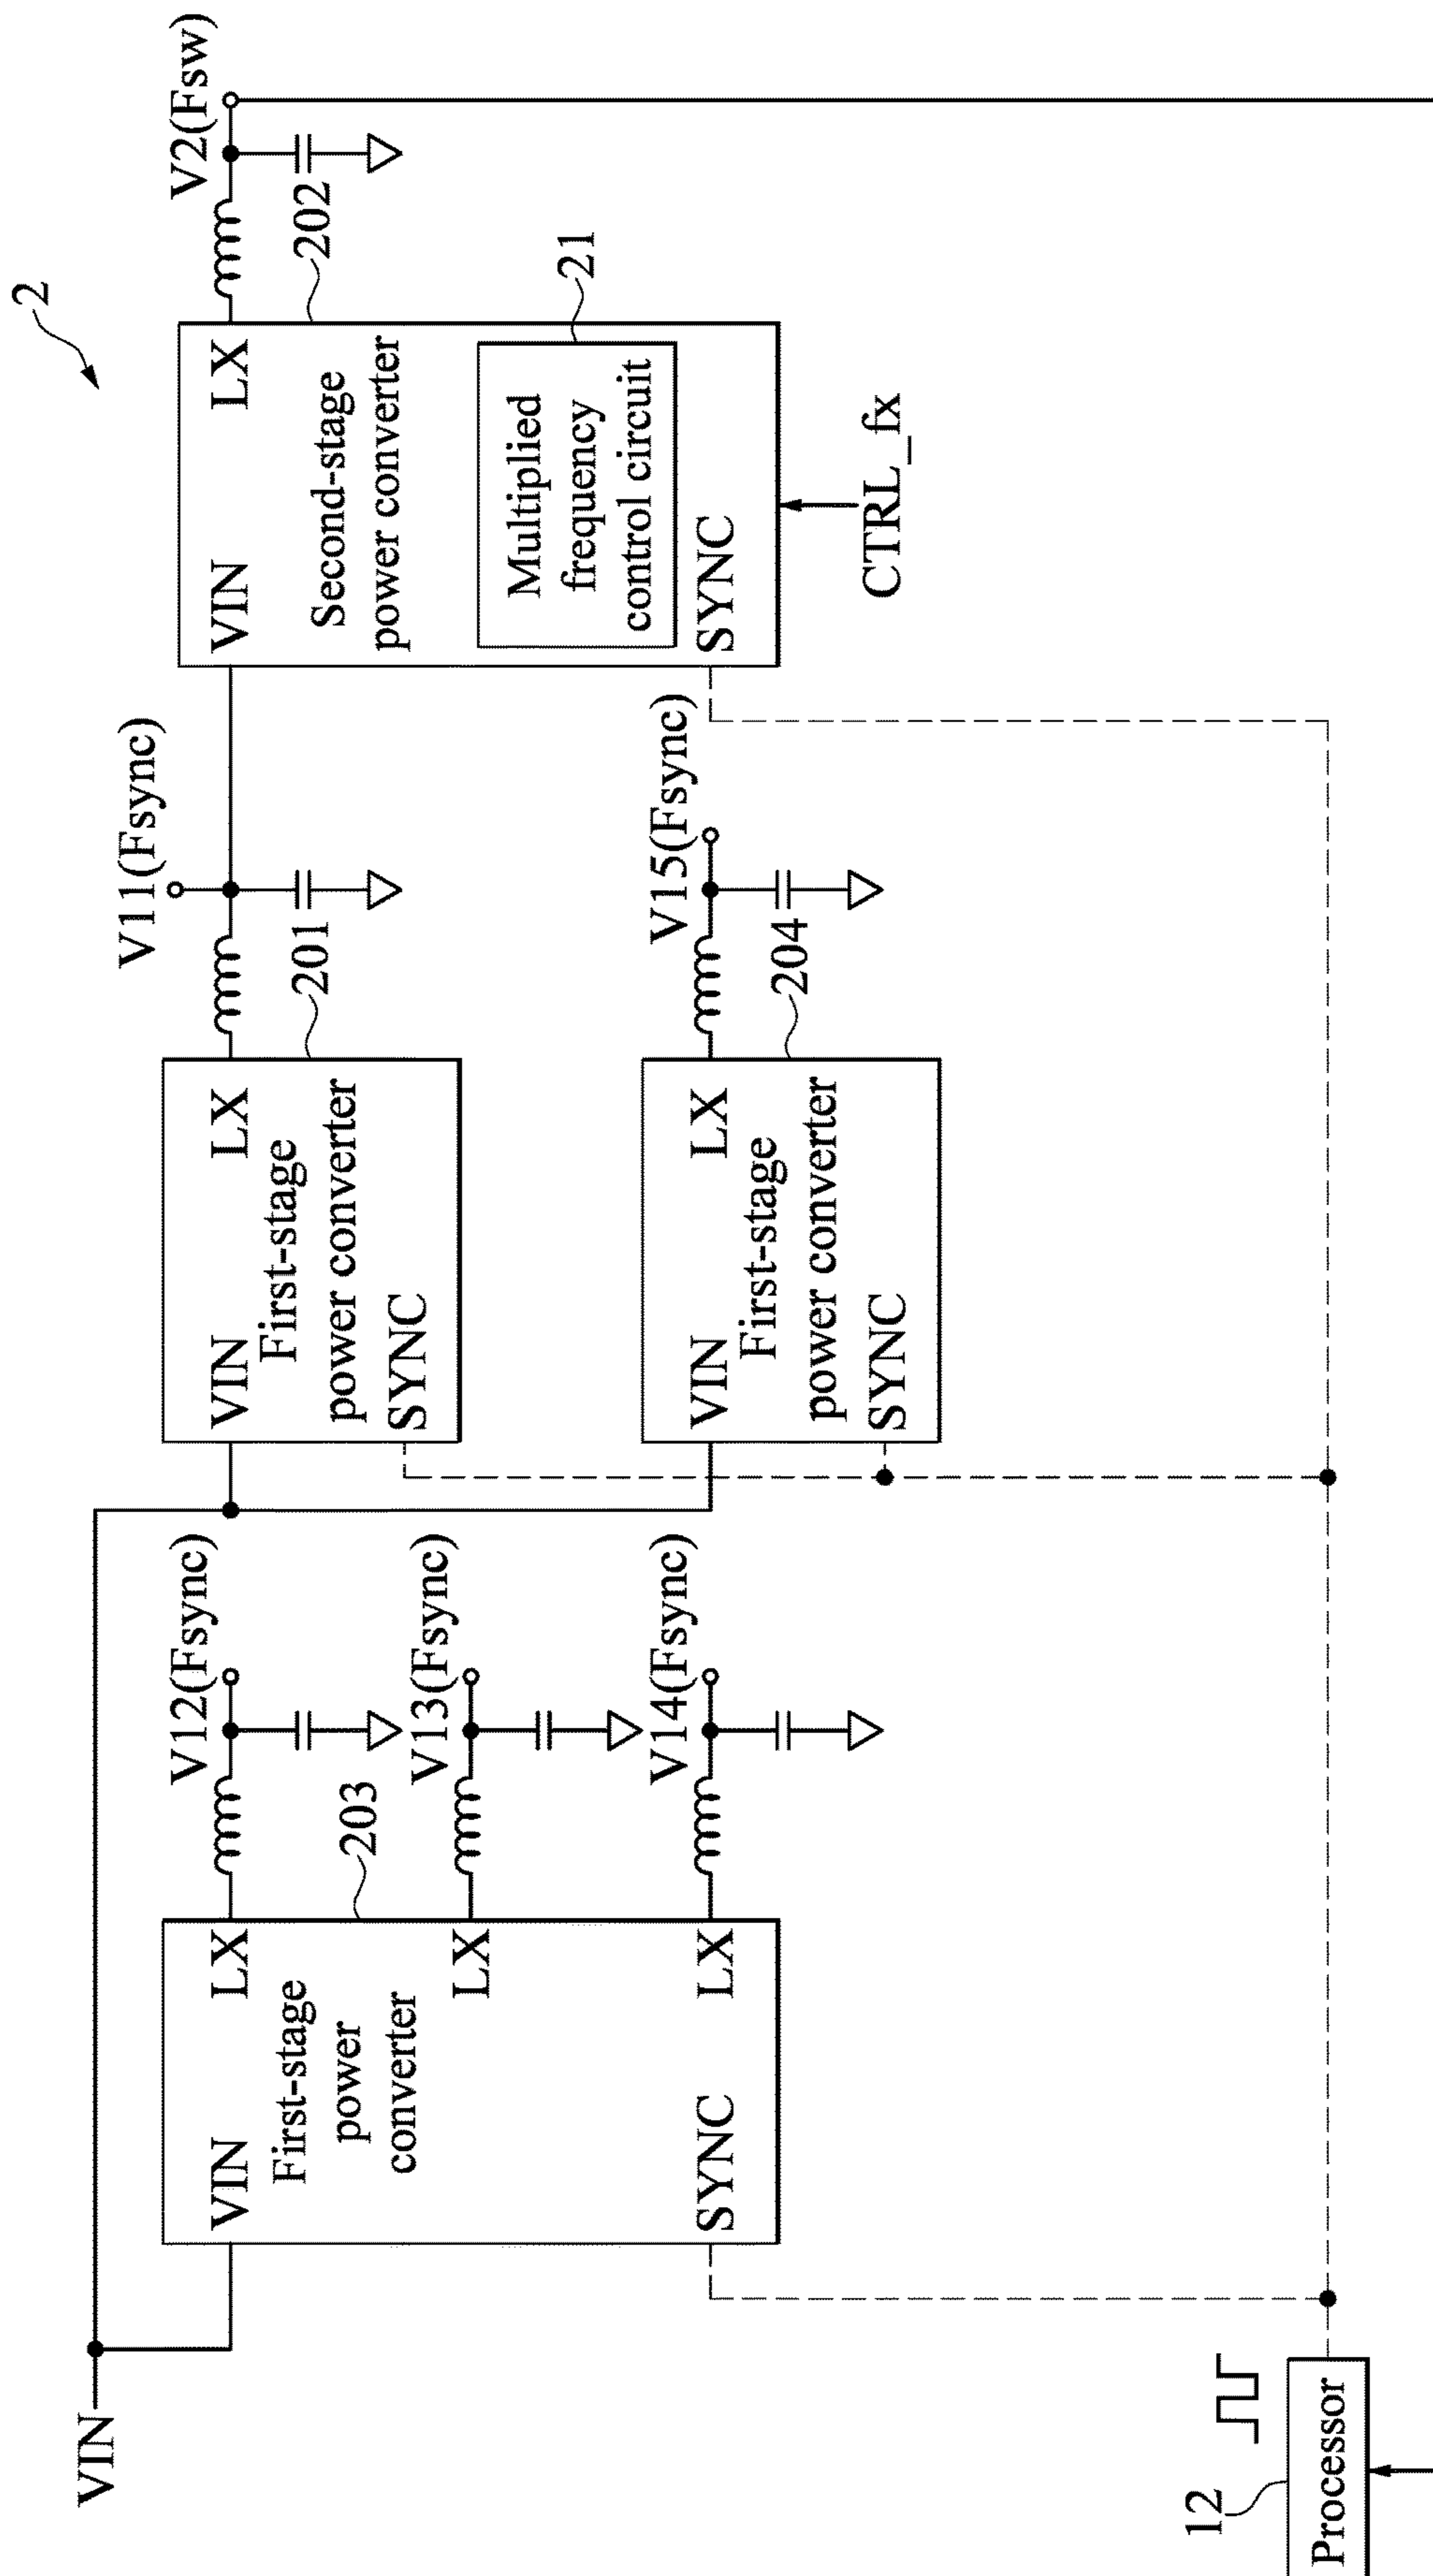 2
VIN
V12(Fsync)
V11(Fsync)
V2(Fsw)
VIN
LX
First-stage
power
converter
LX
SYNC
LX
203
V13(Fsync)
V14(Fsync)
VIN
LX
First-stage
power converter
SYNC
201
VIN
LX
First-stage
power converter
SYNC
204
V15(Fsync)
VIN
LX
Second-stage
power converter
202
Multiplied
frequency
control circuit
21
SYNC
CTRL_fx
12
Processor